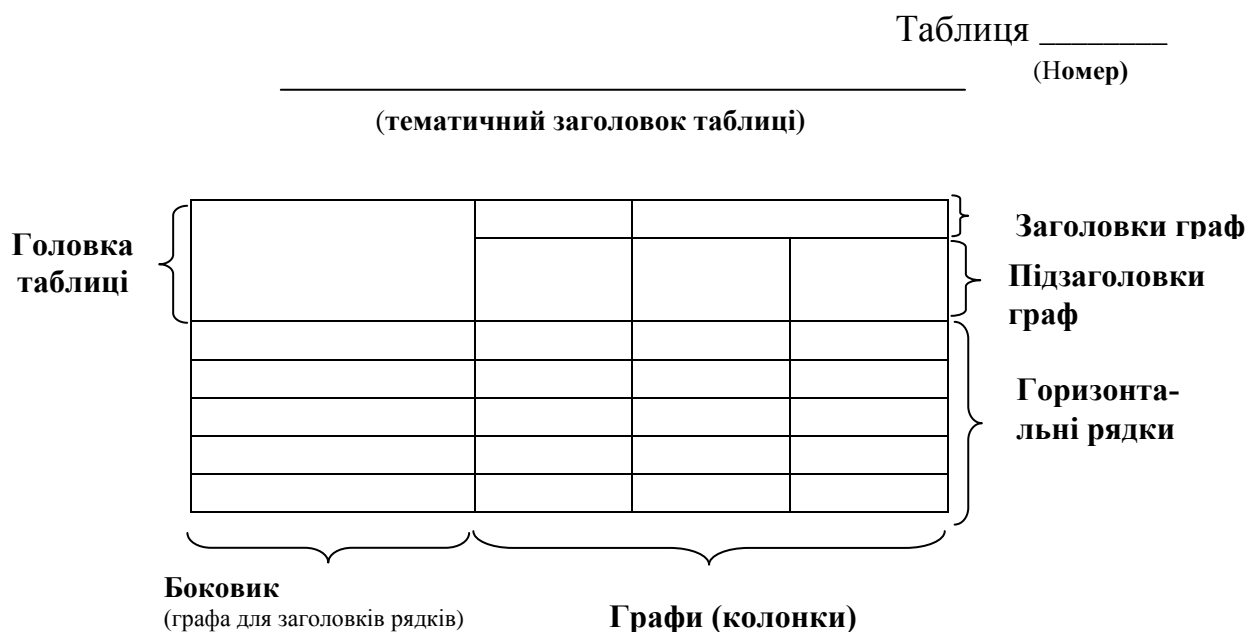 Таблиця ________
(Номер)
(тематичний заголовок таблиці)
Головка
таблиці
Заголовки граф
Підзаголовки
граф
Горизонта-
льні рядки
Боковик
(графа для заголовків рядків)
Графи (колонки)